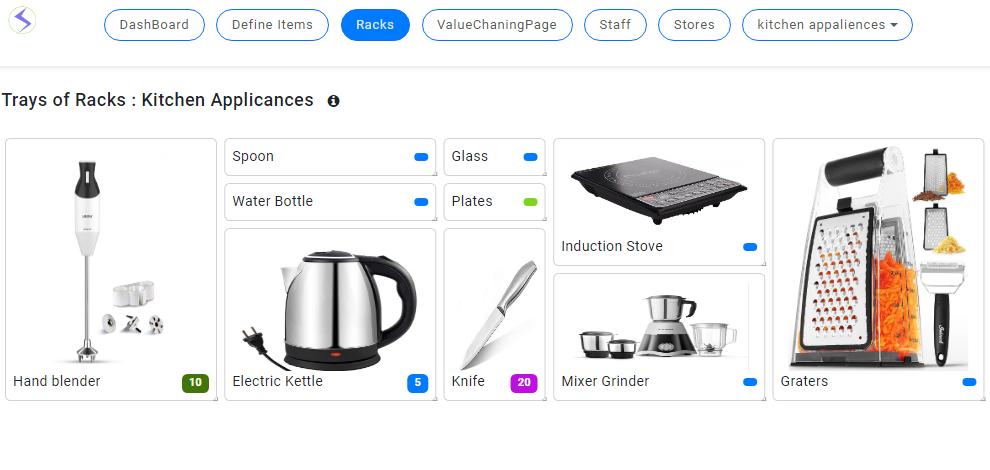 DashBoard Define Items Racks ValueChaningPage Staff Stores kitchen appaliences
Trays of Racks : Kitchen Applicances
Spoon
Glass
Water Bottle
Plates
Induction Stove
Hand blender 10
Electric Kettle 5
Knife 20
Mixer Grinder
Graters